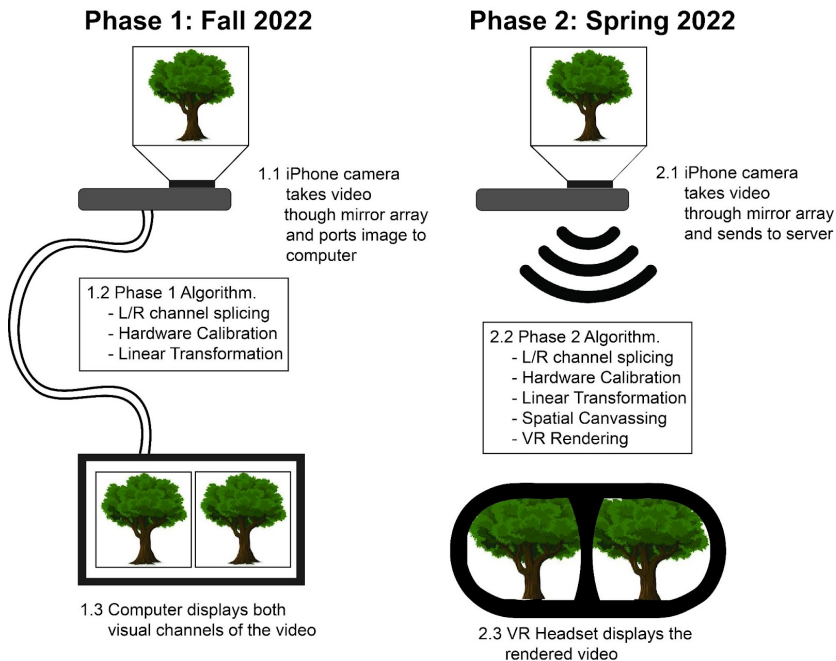 Phase 1: Fall 2022
1.1 iPhone camera
takes video
though mirror array
and ports image to
computer
1.2 Phase 1 Algorithm.
- L/R channel splicing
- Hardware Calibration
- Linear Transformation
1.3 Computer displays both
visual channels of the video
Phase 2: Spring 2022
2.1 iPhone camera
takes video
through mirror array
and sends to server
2.2 Phase 2 Algorithm.
- L/R channel splicing
- Hardware Calibration
- Linear Transformation
- Spatial Canvassing
- VR Rendering
2.3 VR Headset displays the
rendered video